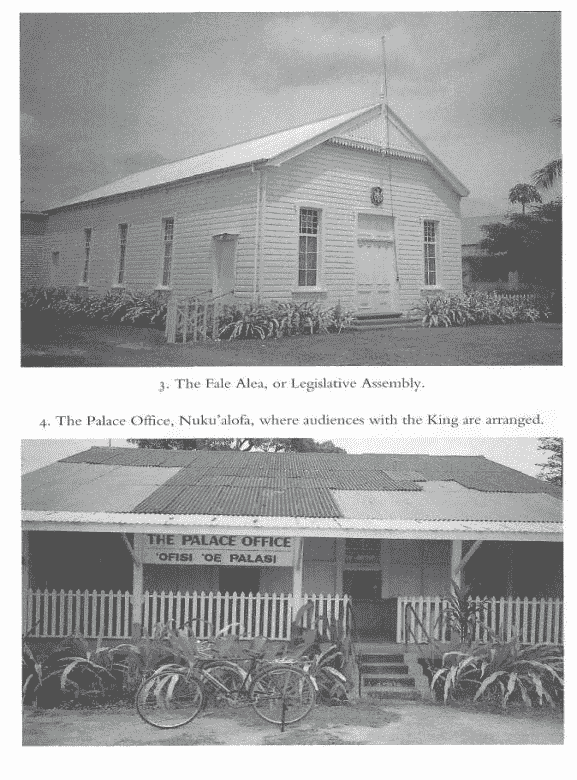 3. The Fale Alea, or Legislative Assembly.
4. The Palace Office, Nuku'alofa, where audiences with the King are arranged.
THE PALACE OFFICE
'OFISI 'OE PALASI